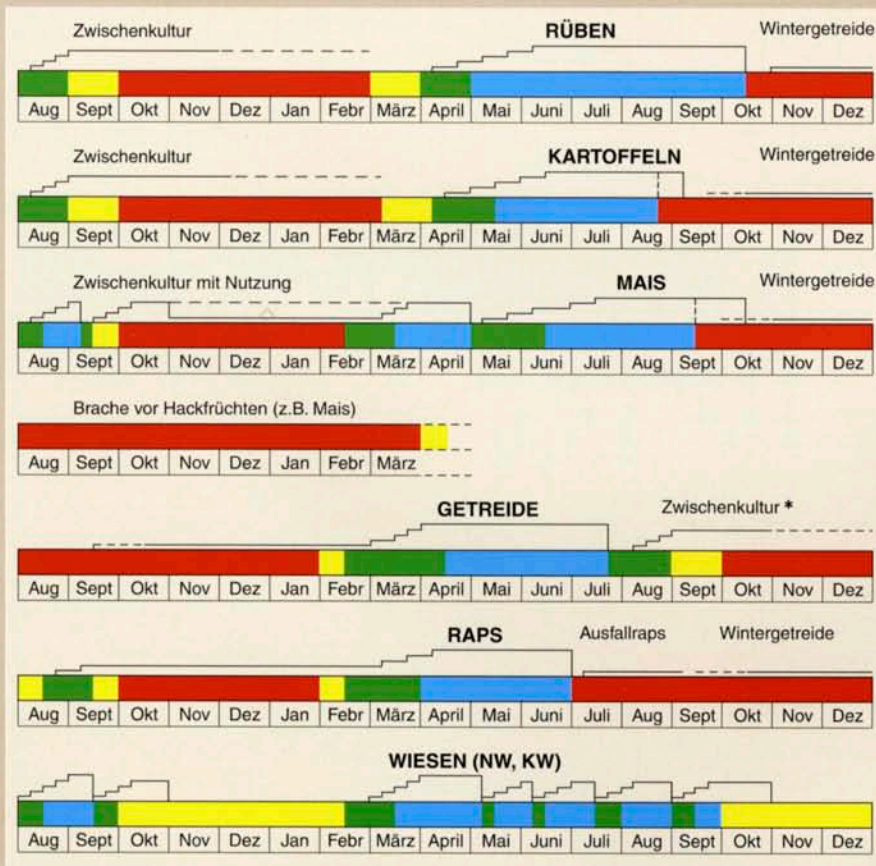 Zwischenkultur RÜBEN Wintergetreide
Aug Sept Okt Nov Dez Jan Febr März April Mai Juni Juli Aug Sept Okt Nov Dez
Zwischenkultur KARTOFFELN Wintergetreide
Aug Sept Okt Nov Dez Jan Febr März April Mai Juni Juli Aug Sept Okt Nov Dez
Zwischenkultur mit Nutzung MAIS Wintergetreide
Aug Sept Okt Nov Dez Jan Febr März April Mai Juni Juli Aug Sept Okt Nov Dez
Brache vor Hackfrüchten (z.B. Mais)
Aug Sept Okt Nov Dez Jan Febr März
GETREIDE Zwischenkultur *
Aug Sept Okt Nov Dez Jan Febr März April Mai Juni Juli Aug Sept Okt Nov Dez
RAPS Ausfallraps Wintergetreide
Aug Sept Okt Nov Dez Jan Febr März April Mai Juni Juli Aug Sept Okt Nov Dez
WIESEN (NW, KW)
Aug Sept Okt Nov Dez Jan Febr März April Mai Juni Juli Aug Sept Okt Nov Dez